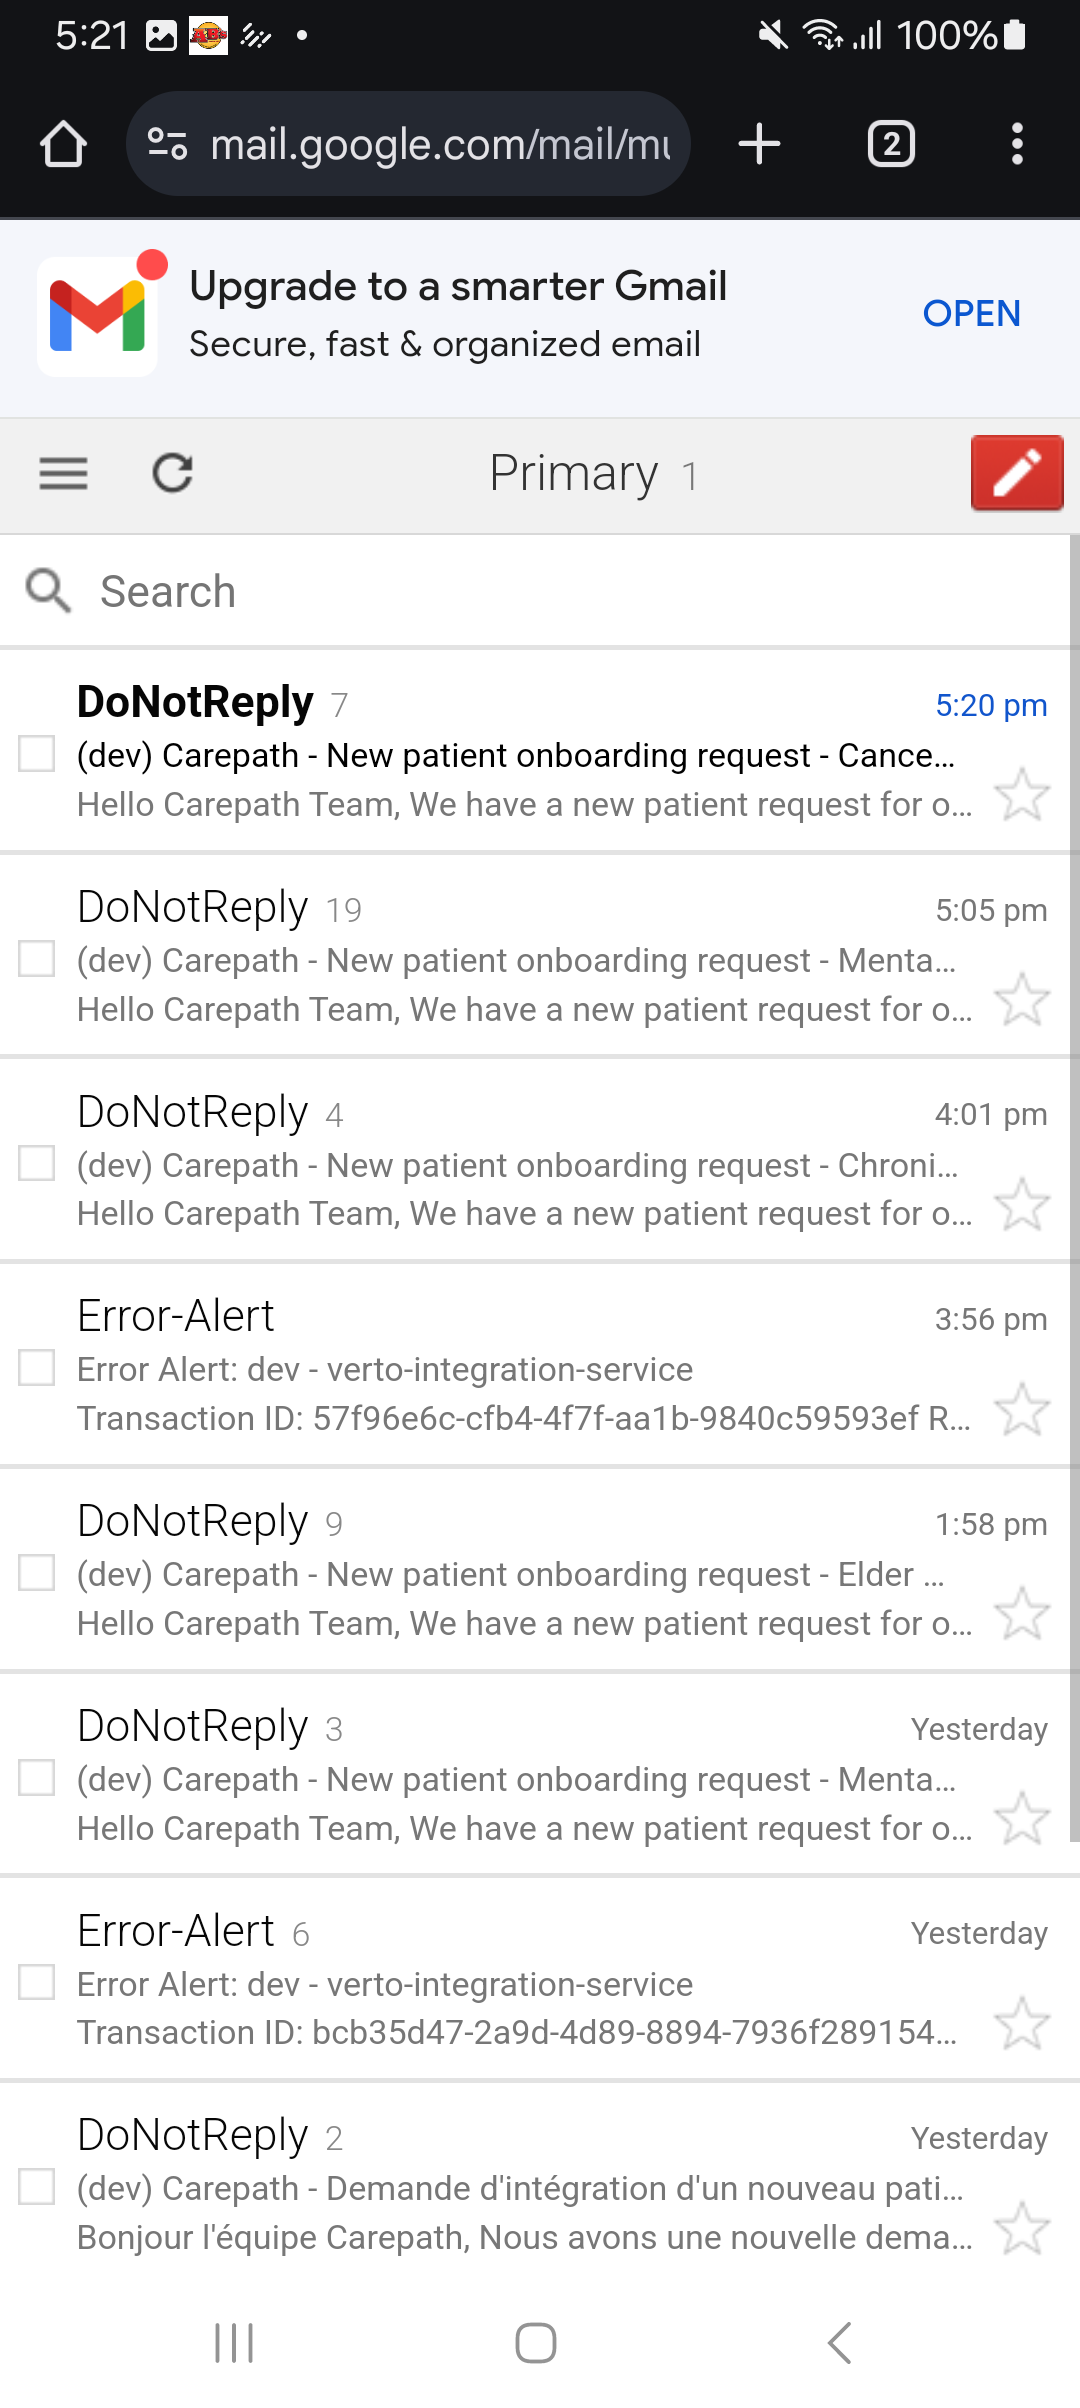 5:21
100%
mail.google.com/mail/mu
2
Upgrade to a smarter Gmail
Secure, fast & organized email
OPEN
Primary 1
Search
DoNotReply 7 5:20 pm
(dev) Carepath - New patient onboarding request - Cance...
Hello Carepath Team, We have a new patient request for o...
DoNotReply 19 5:05 pm
(dev) Carepath - New patient onboarding request - Menta...
Hello Carepath Team, We have a new patient request for o...
DoNotReply 4 4:01 pm
(dev) Carepath - New patient onboarding request - Chroni...
Hello Carepath Team, We have a new patient request for o...
Error-Alert 3:56 pm
Error Alert: dev - verto-integration-service
Transaction ID: 57f96e6c-cfb4-4f7f-aa1b-9840c59593ef R...
DoNotReply 9 1:58 pm
(dev) Carepath - New patient onboarding request - Elder ...
Hello Carepath Team, We have a new patient request for o...
DoNotReply 3 Yesterday
(dev) Carepath - New patient onboarding request - Menta...
Hello Carepath Team, We have a new patient request for o...
Error-Alert 6 Yesterday
Error Alert: dev - verto-integration-service
Transaction ID: bcb35d47-2a9d-4d89-8894-7936f289154...
DoNotReply 2 Yesterday
(dev) Carepath - Demande d'intégration d'un nouveau pati...
Bonjour l'équipe Carepath, Nous avons une nouvelle dema...